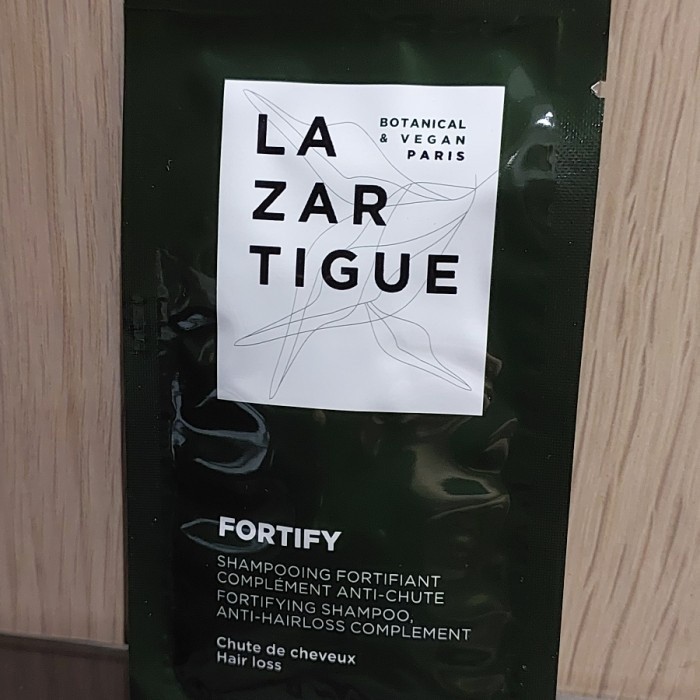 LA
ZAR
TIGUE
BOTANICAL
& VEGAN
PARIS
FORTIFY
SHAMPOOING FORTIFIANT
COMPLÉMENT ANTI-CHUTE
FORTIFYING SHAMPOO,
ANTI-HAIRLOSS COMPLEMENT
Chute de cheveux
Hair loss